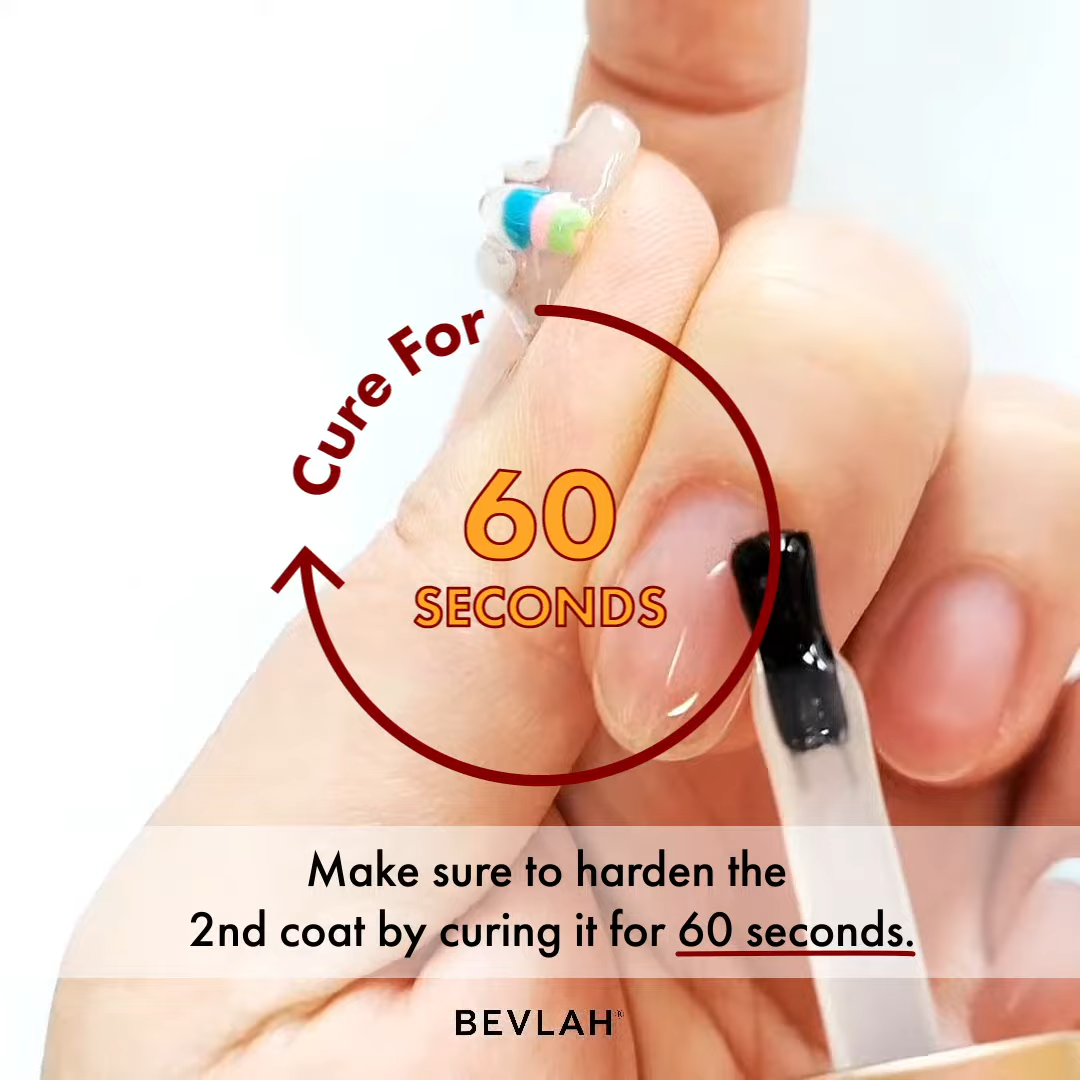 Cure For
60
SECONDS
Make sure to harden the
2nd coat by curing it for 60 seconds.
BEVLAH®